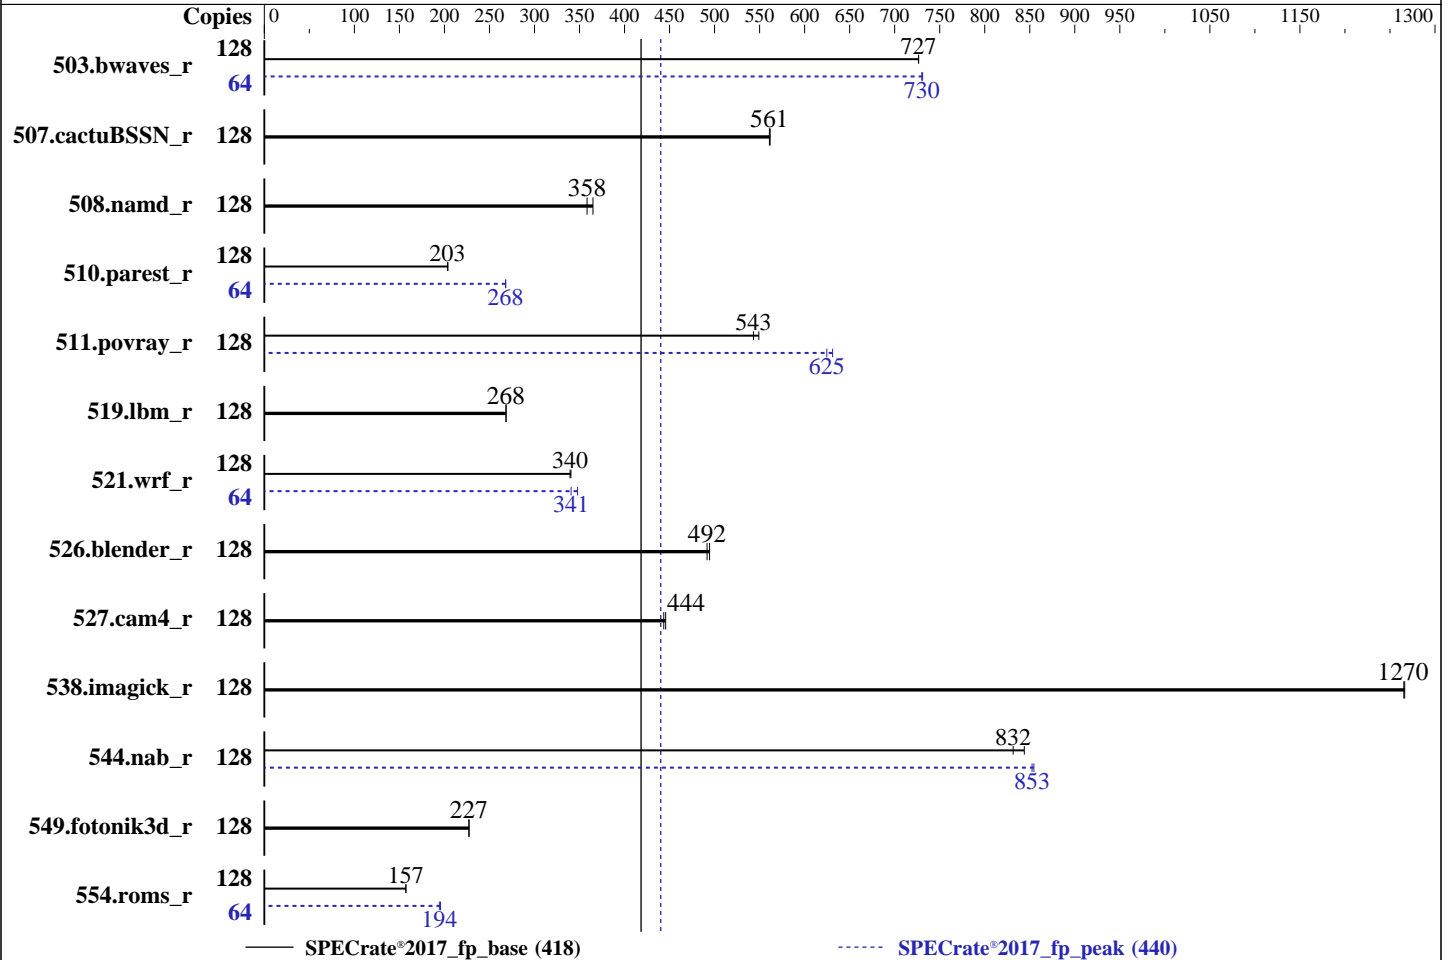 Copies 0 100 150 200 250 300 350 400 450 500 550 600 650 700 750 800 850 900 950 1050 1150 1300
503.bwaves_r 128 727
64 730
507.cactuBSSN_r 128 561
508.namd_r 128 358
510.parest_r 128 203
64 268
511.povray_r 128 543
625
519.lbm_r 128 268
521.wrf_r 128 340
64 341
526.blender_r 128 492
527.cam4_r 128 444
538.imagick_r 128 1270
544.nab_r 128 832
853
549.fotonik3d_r 128 227
554.roms_r 128 157
64 194
SPECrate®2017_fp_base (418) SPECrate®2017_fp_peak (440)